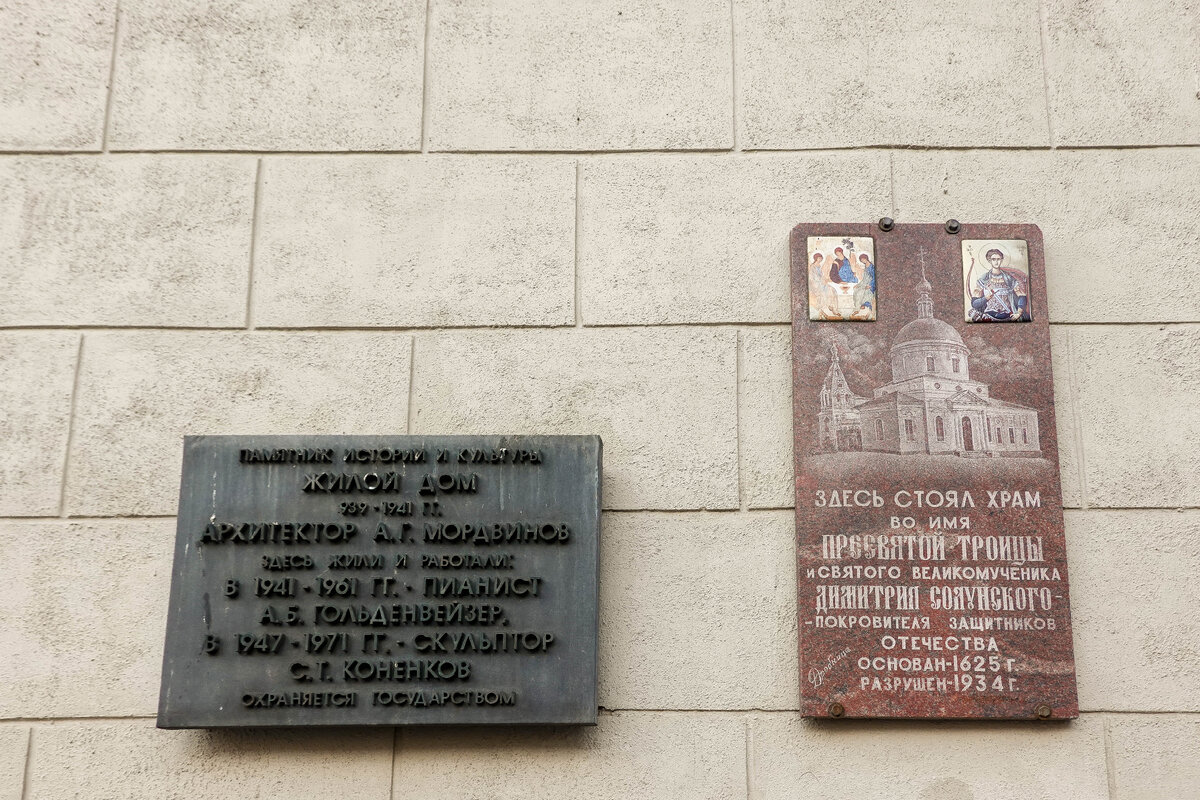 ПАМЯТНИК ИСТОРИИ И КУЛЬТУРЫ
ЖИЛОЙ ДОМ
939 - 1941 ГГ.
АРХИТЕКТОР А.Г. МОРДВИНОВ
ЗДЕСЬ ЖИЛИ И РАБОТАЛИ:
В 1941 - 1961 ГГ. - ПИАНИСТ
А.Б. ГОЛЬДЕНВЕЙЗЕР,
В 1947 - 1971 ГГ. - СКУЛЬПТОР
С.Т. КОНЕНКОВ
ОХРАНЯЕТСЯ ГОСУДАРСТВОМ
ЗДЕСЬ СТОЯЛ ХРАМ
ВО ИМЯ
ПРЕСВЯТОЙ ТРОИЦЫ
И СВЯТОГО ВЕЛИКОМУЧЕНИКА
ДИМИТРИЯ СОЛУНСКОГО-
-ПОКРОВИТЕЛЯ ЗАЩИТНИКОВ
ОТЕЧЕСТВА
ОСНОВАН-1625 г.
РАЗРУШЕН-1934 г.